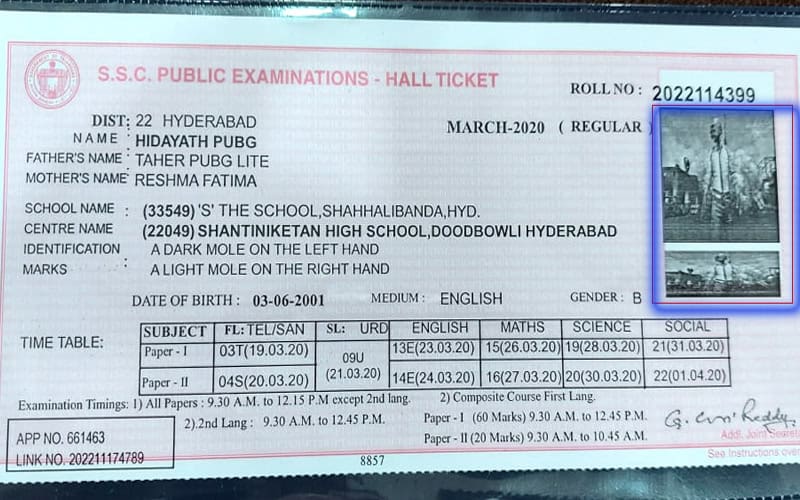 S.S.C. PUBLIC EXAMINATIONS - HALL TICKET
ROLL NO : 2022114399
DIST: 22 HYDERABAD
MARCH-2020 ( REGULAR )
NAME : HIDAYATH PUBG
FATHER'S NAME : TAHER PUBG LITE
MOTHER'S NAME : RESHMA FATIMA
SCHOOL NAME : (33549) 'S' THE SCHOOL,SHAHHALIBANDA,HYD.
CENTRE NAME : (22049) SHANTINIKETAN HIGH SCHOOL,DOODBOWLI HYDERABAD
IDENTIFICATION A DARK MOLE ON THE LEFT HAND
MARKS : A LIGHT MOLE ON THE RIGHT HAND
DATE OF BIRTH : 03-06-2001 MEDIUM : ENGLISH GENDER : B
TIME TABLE:
SUBJECT FL: TEL/SAN SL: URD ENGLISH MATHS SCIENCE SOCIAL
Paper - I 03T(19.03.20) 09U (21.03.20) 13E(23.03.20) 15(26.03.20) 19(28.03.20) 21(31.03.20)
Paper - II 04S(20.03.20) 14E(24.03.20) 16(27.03.20) 20(30.03.20) 22(01.04.20)
Examination Timings: 1) All Papers : 9.30 A.M. to 12.15 P.M except 2nd lang. 2) Composite Course First Lang.
2).2nd Lang : 9.30 A.M. to 12.45 P.M. Paper - I (60 Marks) 9.30 A.M. to 12.45 P.M.
Paper - II (20 Marks) 9.30 A.M. to 10.45 A.M.
APP NO. 661463
LINK NO. 202211174789
8857
Addl. Joint Secreta
See Instructions over